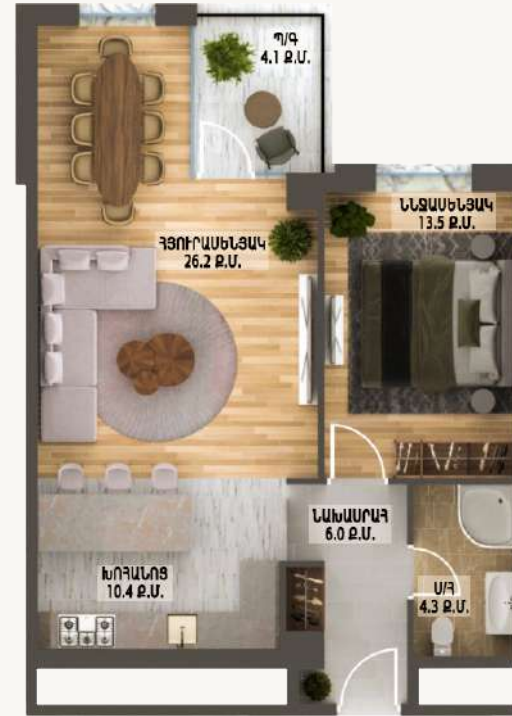 Պ/Գ
4.1 Ք.Մ.
ՆՆՋԱՍԵՆՅԱԿ
13.5 Ք.Մ.
ՀՅՈՒՐԱՍԵՆՅԱԿ
26.2 Ք.Մ.
ՆԱԽԱՍՐԱՀ
6.0 Ք.Մ.
ԽՈՀԱՆՈՑ
10.4 Ք.Մ.
Ս/Հ
4.3 Ք.Մ.